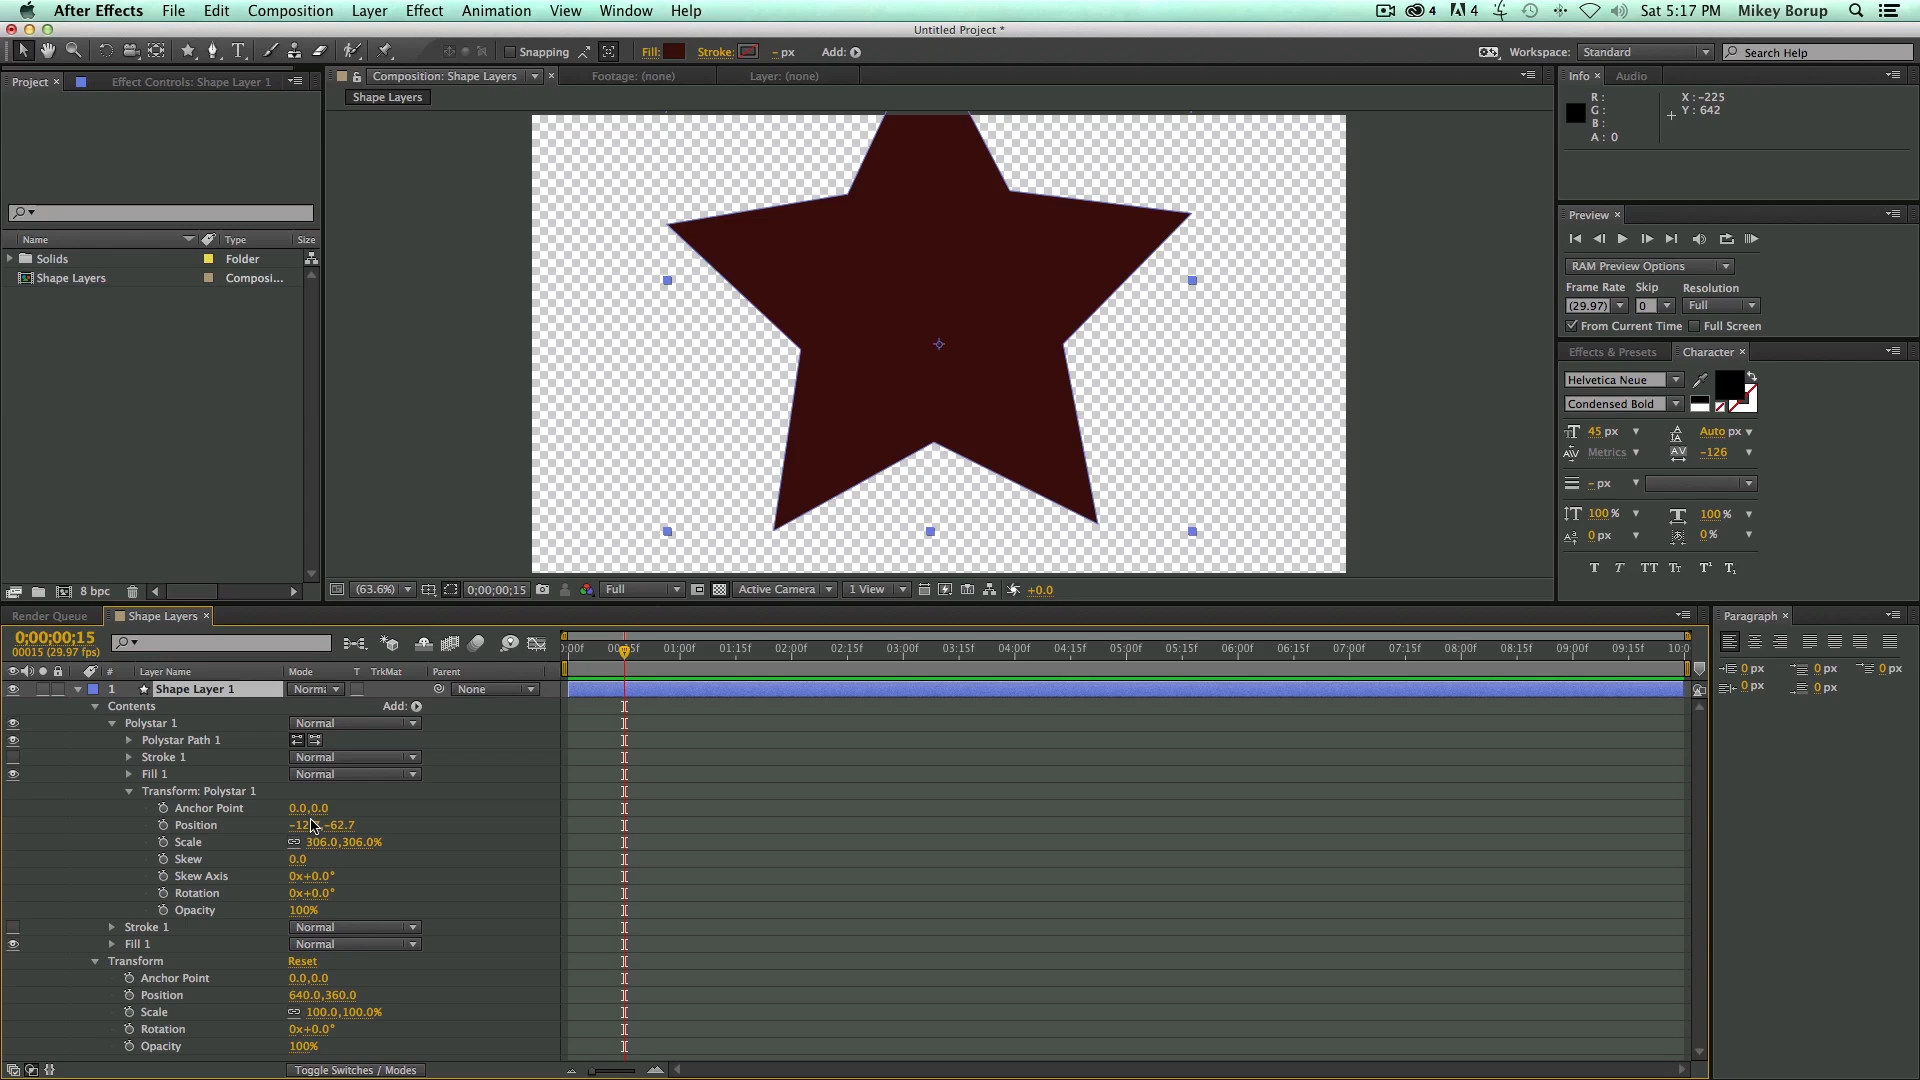 After Effects File Edit Composition Layer Effect Animation View Window Help 4 4 Sat 5:17 PM Mikey Borup
Untitled Project *
Snapping Fill: Stroke: - px Add: Workspace: Standard Search Help
Project × Effect Controls: Shape Layer 1
Composition: Shape Layers × Footage: (none) Layer: (none)
Shape Layers
Info × Audio
R : X : -225
G : Y : 642
B :
A : 0
Name Type Size
Solids Folder
Shape Layers Composi...
Preview ×
RAM Preview Options
Frame Rate Skip Resolution
(29.97) 0 Full
From Current Time Full Screen
Effects & Presets Character ×
Helvetica Neue
Condensed Bold
45 px Auto px
Metrics -126
- px
100 % 100 %
0 px 0 %
T T TT Tт T¹ T₁
8 bpc
(63.6%) 0;00;00;15 Full Active Camera 1 View +0.0
Render Queue Shape Layers ×
0;00;00;15
00015 (29.97 fps)
:00f 01:00f 01:15f 02:00f 02:15f 03:00f 03:15f 04:00f 04:15f 05:00f 05:15f 06:00f 06:15f 07:00f 07:15f 08:00f 08:15f 09:00f 09:15f 10:0
# Layer Name Mode T TrkMat Parent
1 Shape Layer 1 Norma None
Contents Add:
Polystar 1 Normal
Polystar Path 1
Stroke 1 Normal
Fill 1 Normal
Transform: Polystar 1
Anchor Point 0.0,0.0
Position -62.7
Scale 306.0,306.0%
Skew 0.0
Skew Axis 0x+0.0°
Rotation 0x+0.0°
Opacity 100%
Stroke 1 Normal
Fill 1 Normal
Transform Reset
Anchor Point 0.0,0.0
Position 640.0,360.0
Scale 100.0,100.0%
Rotation 0x+0.0°
Opacity 100%
Toggle Switches / Modes
Paragraph ×
0 px 0 px 0 px
0 px 0 px